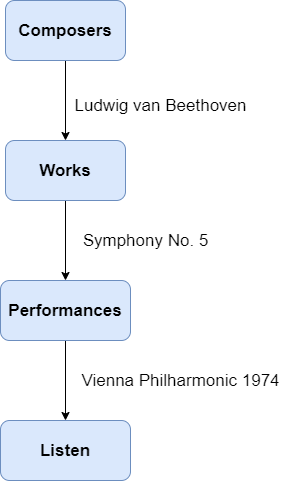 Composers
Ludwig van Beethoven
Works
Symphony No. 5
Performances
Vienna Philharmonic 1974
Listen